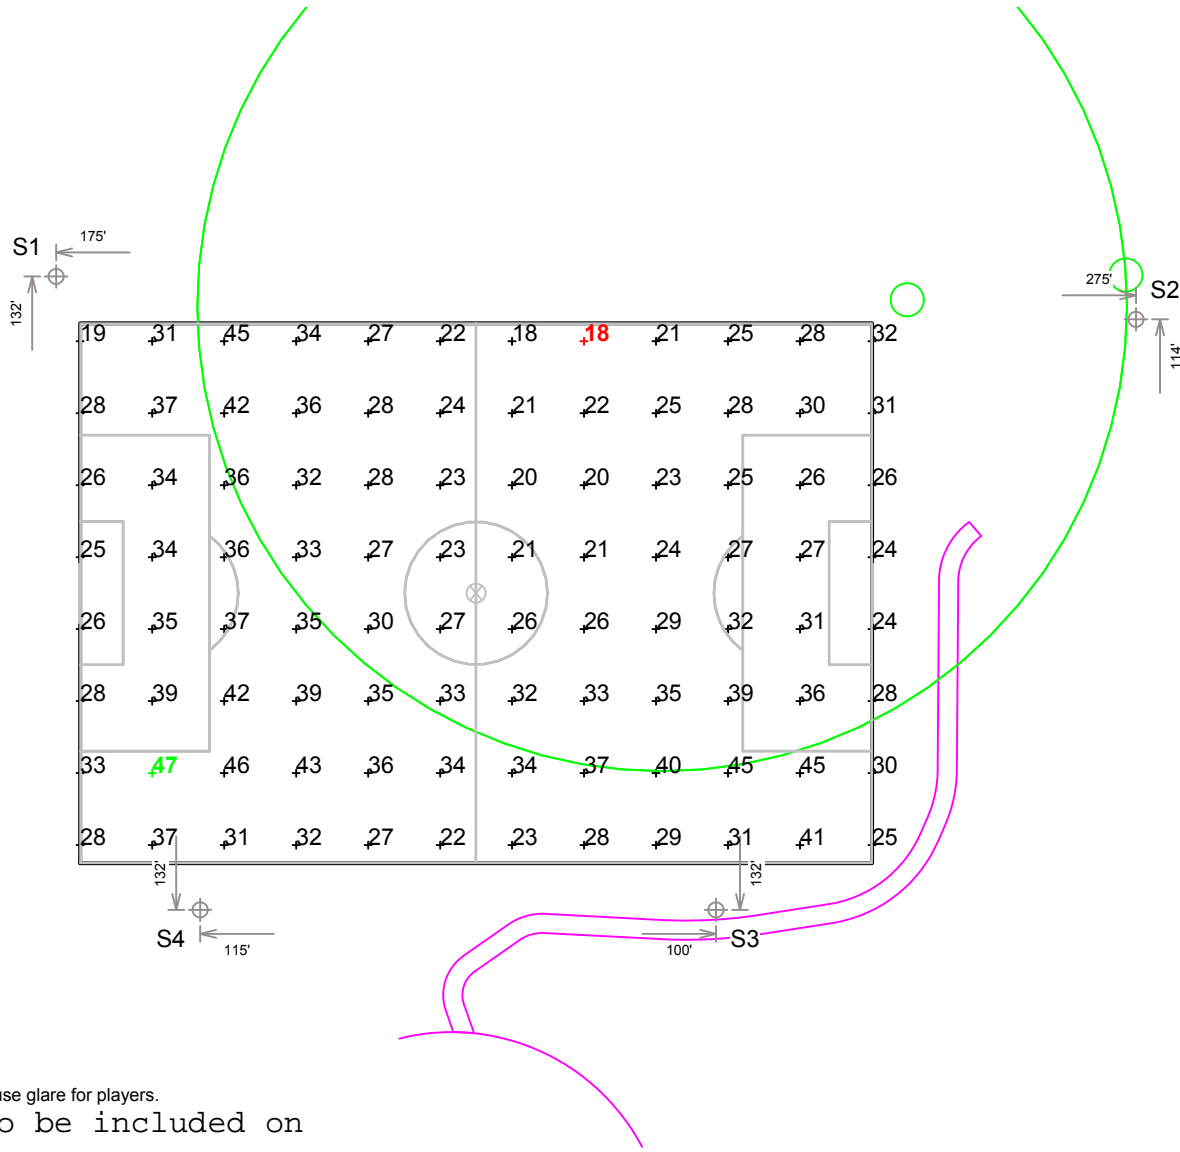 S1
175'
132'
275'
S2
114'
19 31 45 34 27 22 18 18 21 25 28 32
28 37 42 36 28 24 21 22 25 28 30 31
26 34 36 32 28 23 20 20 23 25 26 26
25 34 36 33 27 23 21 21 24 27 27 24
26 35 37 35 30 27 26 26 29 32 31 24
28 39 42 39 35 33 32 33 35 39 36 28
33 47 46 43 36 34 34 37 40 45 45 30
28 37 31 32 27 22 23 28 29 31 41 25
132'
132'
S4
115'
100'
S3
use glare for players.
o be included on